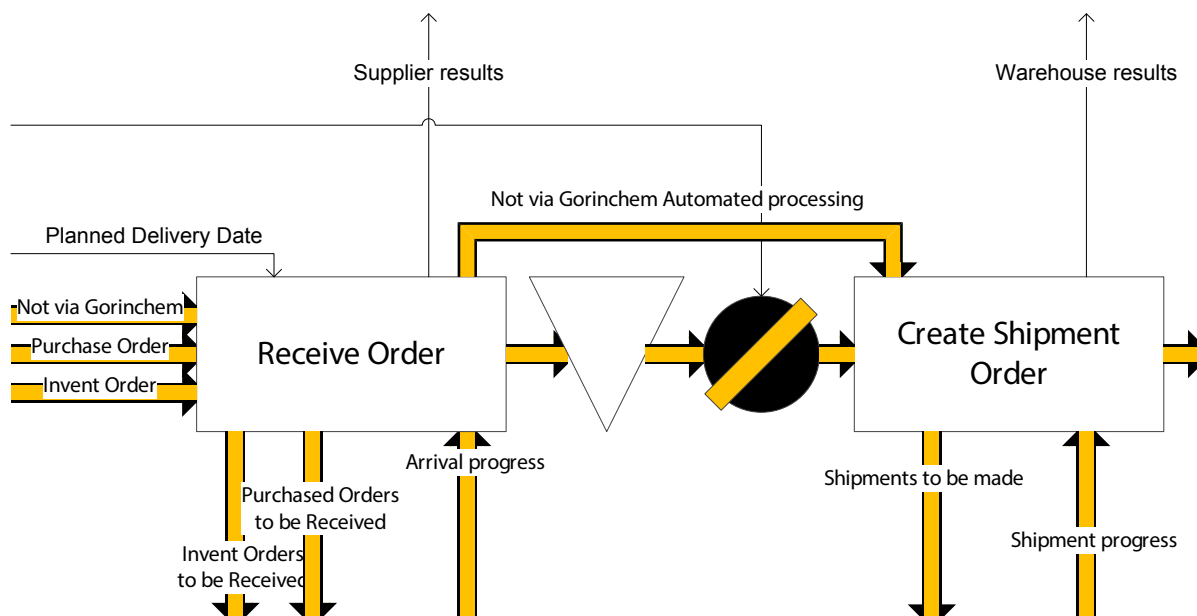 Supplier results
Warehouse results
Not via Gorinchem Automated processing
Planned Delivery Date
Not via Gorinchem
Purchase Order
Invent Order
Receive Order
Create Shipment
Order
Arrival progress
Purchased Orders
to be Received
Invent Orders
to be Received
Shipments to be made
Shipment progress